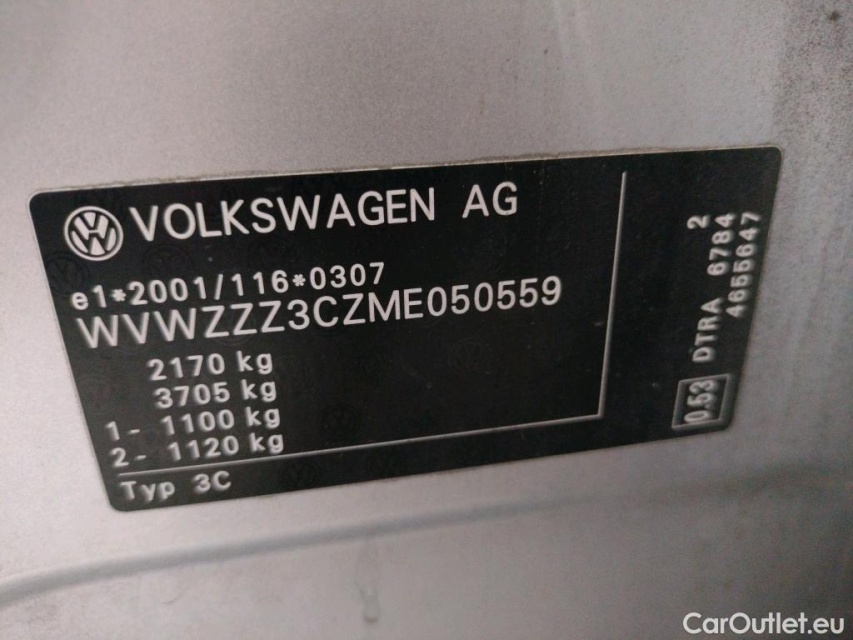 VOLKSWAGEN AG
e1*2001/116*0307
WVWZZZ3CZME050559
2170 kg
3705 kg
1- 1100 kg
2- 1120 kg
Typ 3C
2
DTRA 6784
4655647
0.53
CarOutlet.eu